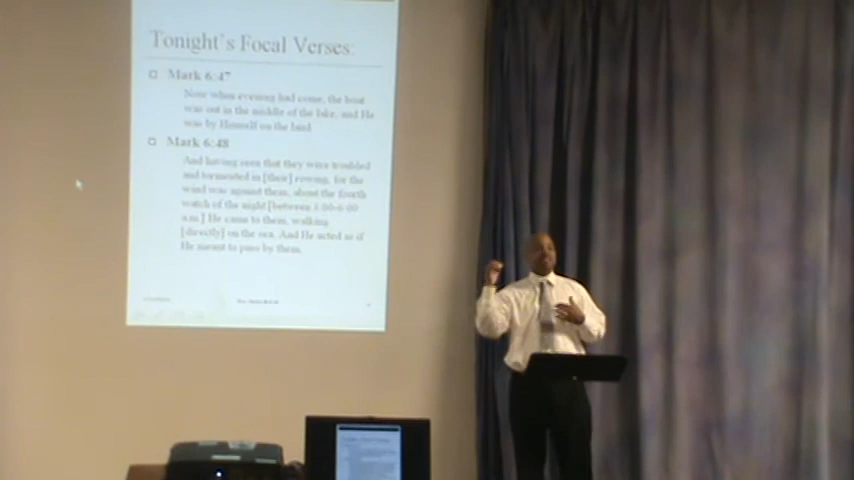 Tonight's Focal Verses:
Mark 6:47
Now when evening had come, the boat
was out in the middle of the lake, and He
was by Himself on the land
Mark 6:48
And having seen that they were troubled
and tormented in [their] rowing, for the
wind was against them, about the fourth
watch of the night [between 3:00-6:00
a.m.] He came to them, walking
[directly] on the sea. And He acted as if
He meant to pass by them.